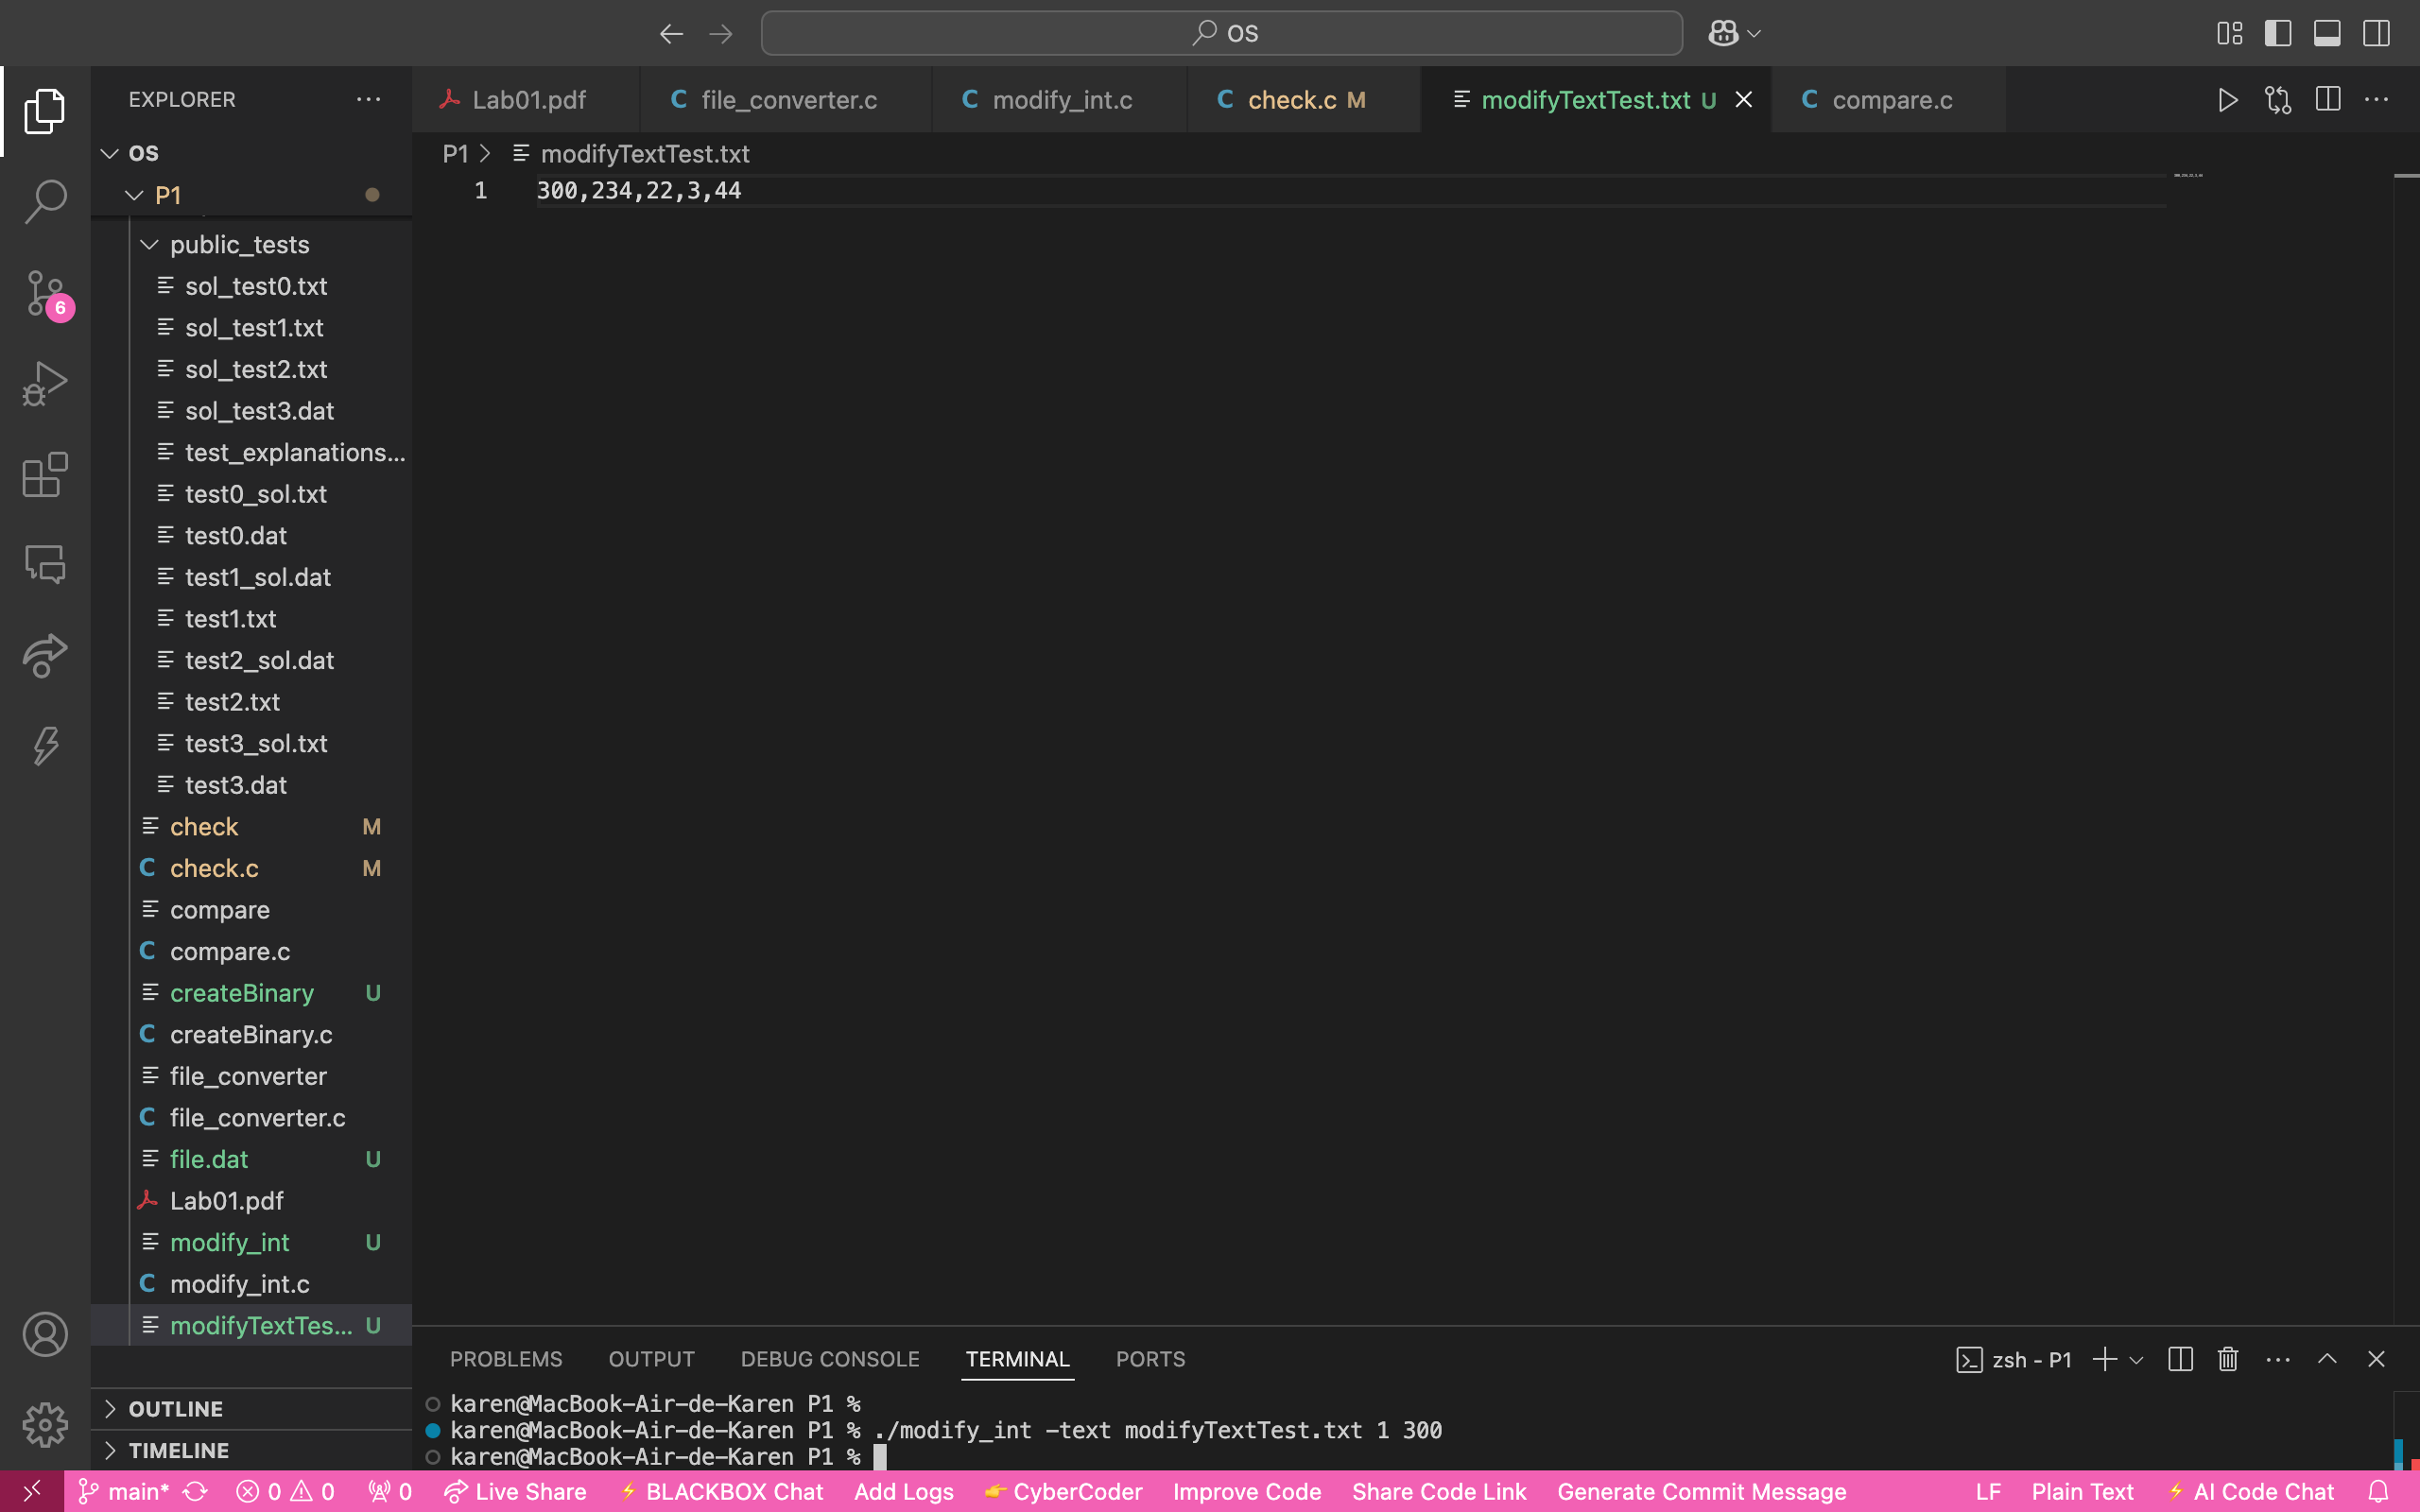 OS
EXPLORER
Lab01.pdf
C file_converter.c
C modify_int.c
C check.c M
modifyTextTest.txt U
C compare.c
OS
P1 > modifyTextTest.txt
P1
1 300,234,22,3,44
public_tests
sol_test0.txt
sol_test1.txt
6
sol_test2.txt
sol_test3.dat
test_explanations...
test0_sol.txt
test0.dat
test1_sol.dat
test1.txt
test2_sol.dat
test2.txt
test3_sol.txt
test3.dat
check M
C check.c M
compare
C compare.c
createBinary U
C createBinary.c
file_converter
C file_converter.c
file.dat U
Lab01.pdf
modify_int U
C modify_int.c
modifyTextTes... U
OUTLINE
TIMELINE
PROBLEMS OUTPUT DEBUG CONSOLE TERMINAL PORTS
zsh - P1
karen@MacBook-Air-de-Karen P1 %
karen@MacBook-Air-de-Karen P1 % ./modify_int -text modifyTextTest.txt 1 300
karen@MacBook-Air-de-Karen P1 %
main* 0 0 0 Live Share BLACKBOX Chat Add Logs CyberCoder Improve Code Share Code Link Generate Commit Message LF Plain Text AI Code Chat